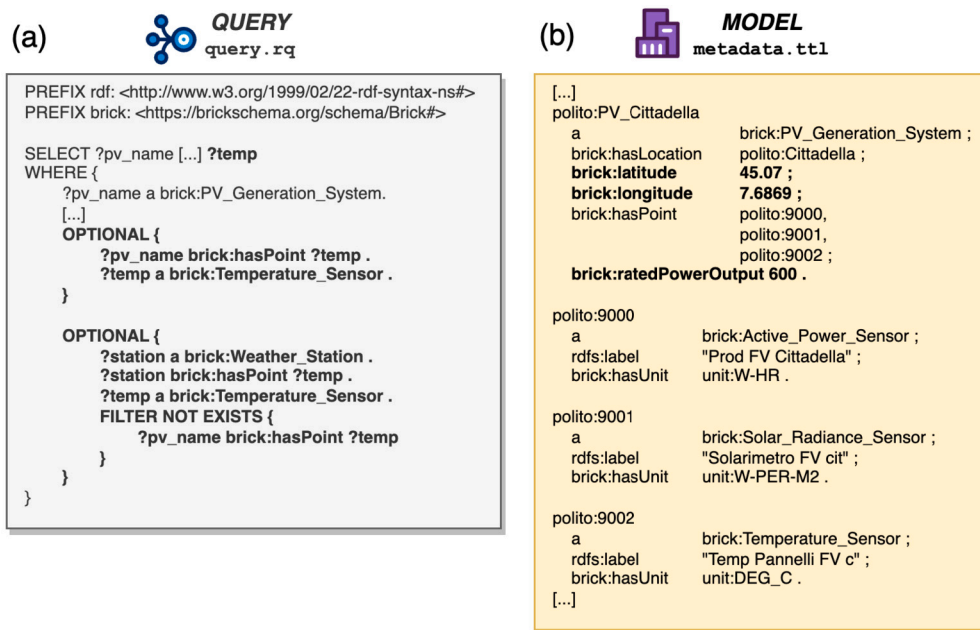 (a)
QUERY
query.rq
PREFIX rdf: <http://www.w3.org/1999/02/22-rdf-syntax-ns#>
PREFIX brick: <https://brickschema.org/schema/Brick#>
SELECT ?pv_name [...] ?temp
WHERE {
?pv_name a brick:PV_Generation_System.
[...]
OPTIONAL {
?pv_name brick:hasPoint ?temp .
?temp a brick:Temperature_Sensor .
}
OPTIONAL {
?station a brick:Weather_Station .
?station brick:hasPoint ?temp .
?temp a brick:Temperature_Sensor .
FILTER NOT EXISTS {
?pv_name brick:hasPoint ?temp
}
}
}
(b)
MODEL
metadata.ttl
[...]
polito:PV_Cittadella
a brick:PV_Generation_System ;
brick:hasLocation polito:Cittadella ;
brick:latitude 45.07 ;
brick:longitude 7.6869 ;
brick:hasPoint polito:9000,
polito:9001,
polito:9002 ;
brick:ratedPowerOutput 600 .
polito:9000
a brick:Active_Power_Sensor ;
rdfs:label "Prod FV Cittadella" ;
brick:hasUnit unit:W-HR .
polito:9001
a brick:Solar_Radiance_Sensor ;
rdfs:label "Solarimetro FV cit" ;
brick:hasUnit unit:W-PER-M2 .
polito:9002
a brick:Temperature_Sensor ;
rdfs:label "Temp Pannelli FV c" ;
brick:hasUnit unit:DEG_C .
[...]